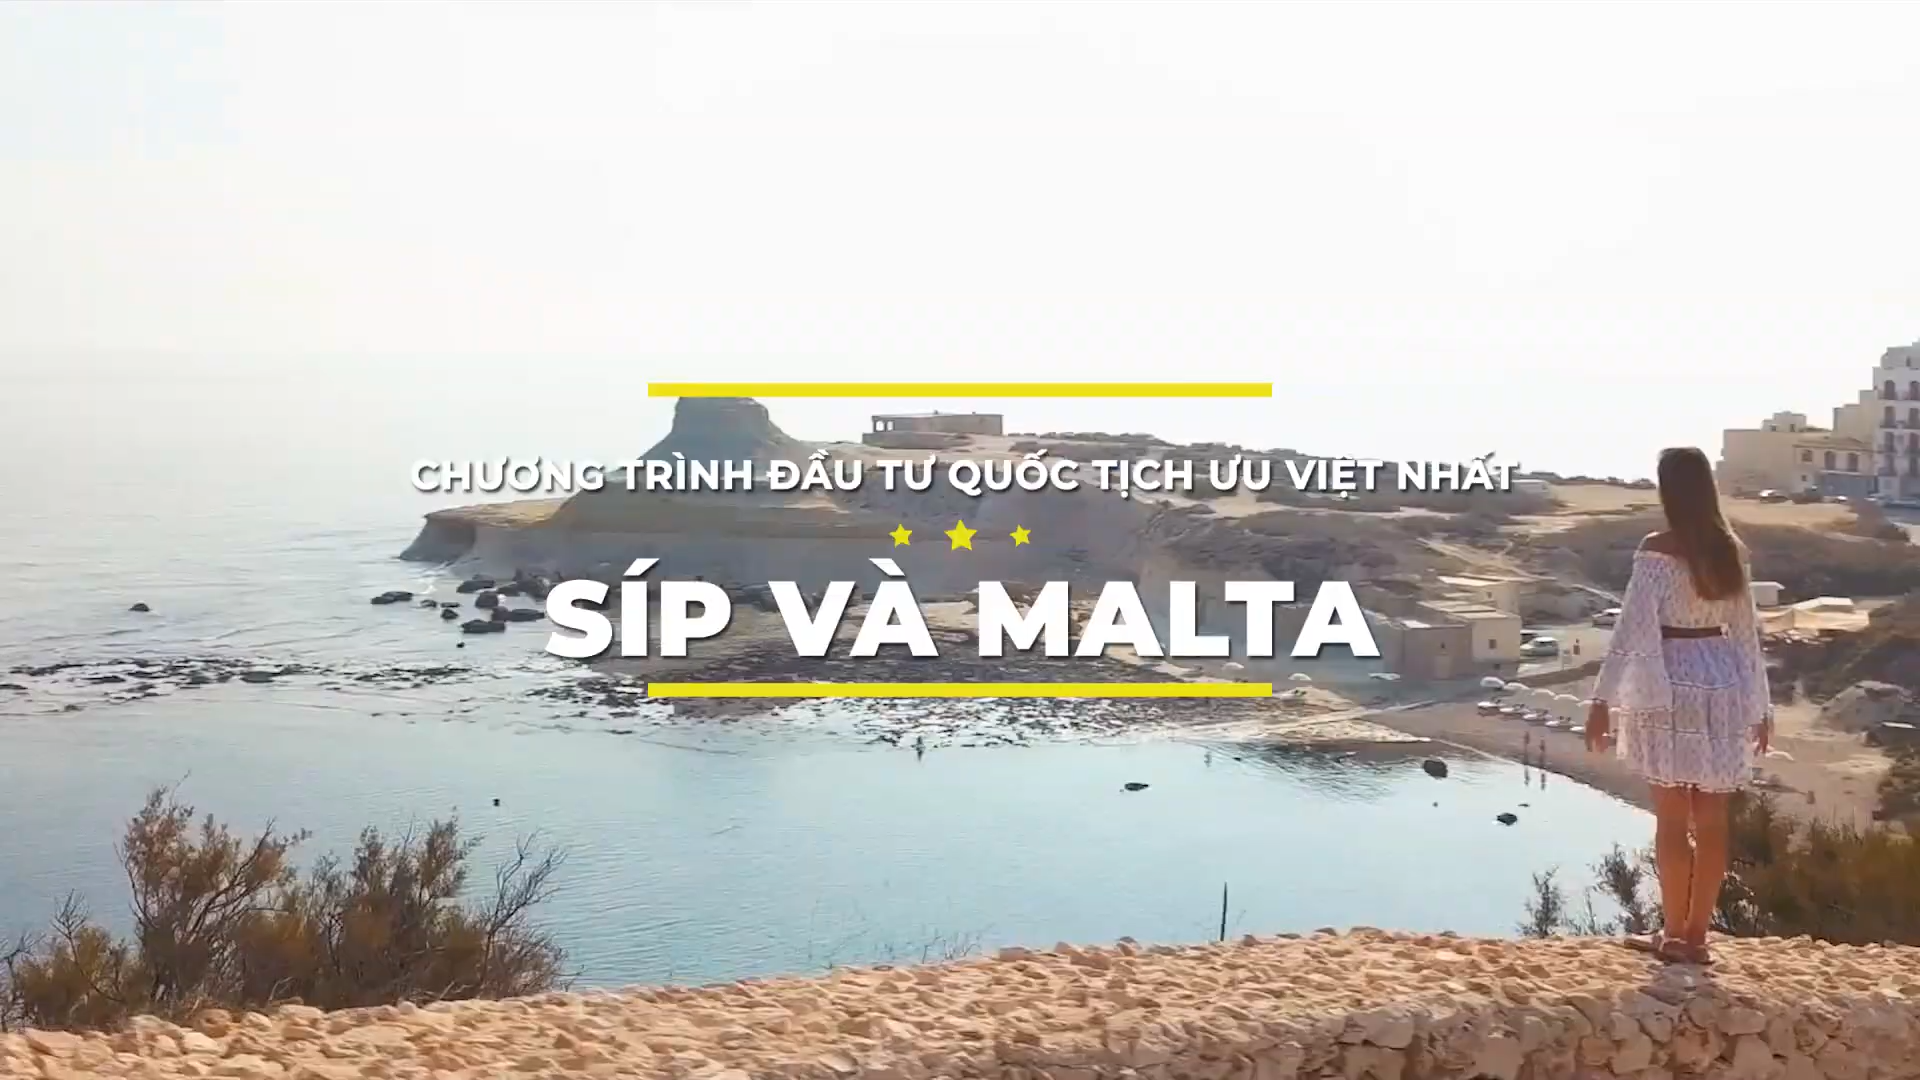 CHƯƠNG TRÌNH ĐẦU TƯ QUỐC TỊCH ƯU VIỆT NHẤT
SÍP VÀ MALTA